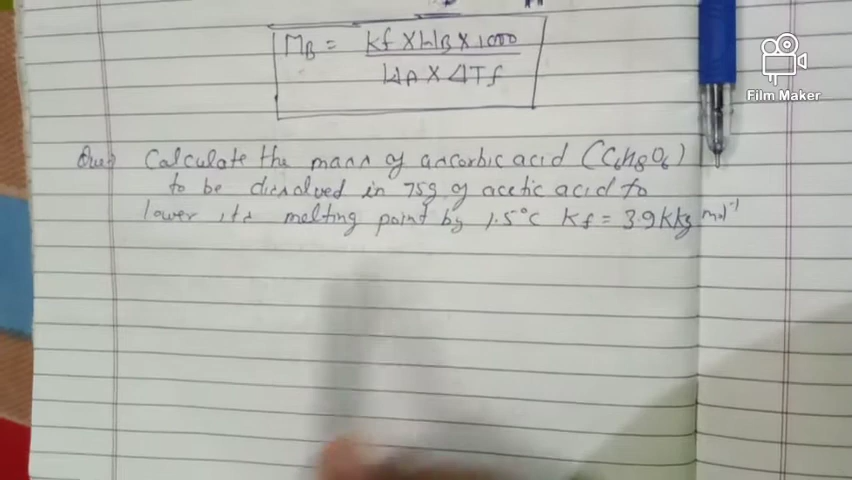 MB = Kf × WB × 1000
WA × ΔTf
Film Maker
Que) Calculate the mass of ascorbic acid (C6H8O6)
to be dissolved in 75g of acetic acid to
lower its melting point by 1.5°C Kf = 3.9 K kg mol⁻¹